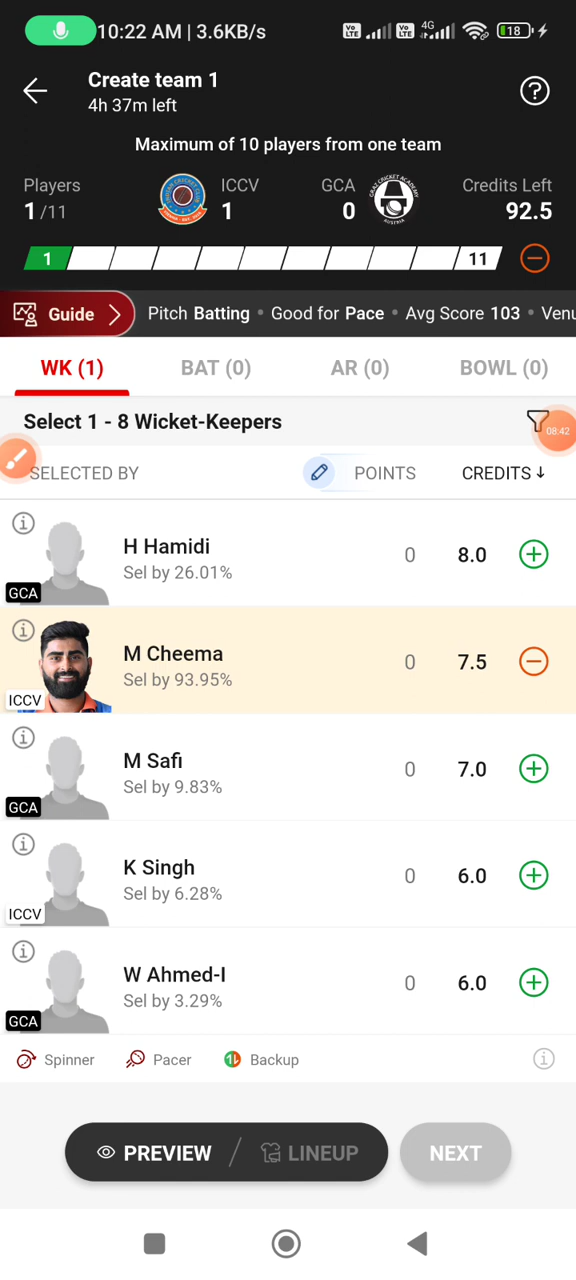 10:22 AM | 3.6KB/s
Vo LTE Vo LTE 4G 18
Create team 1
4h 37m left
Maximum of 10 players from one team
Players ICCV GCA Credits Left
1/11 1 0 92.5
1 11
Guide Pitch Batting • Good for Pace • Avg Score 103 • Venu
WK (1) BAT (0) AR (0) BOWL (0)
Select 1 - 8 Wicket-Keepers
08:42
SELECTED BY POINTS CREDITS ↓
H Hamidi
Sel by 26.01%
0 8.0
GCA
M Cheema
Sel by 93.95%
0 7.5
ICCV
M Safi
Sel by 9.83%
0 7.0
GCA
K Singh
Sel by 6.28%
0 6.0
ICCV
W Ahmed-I
Sel by 3.29%
0 6.0
GCA
Spinner Pacer Backup
PREVIEW / LINEUP NEXT